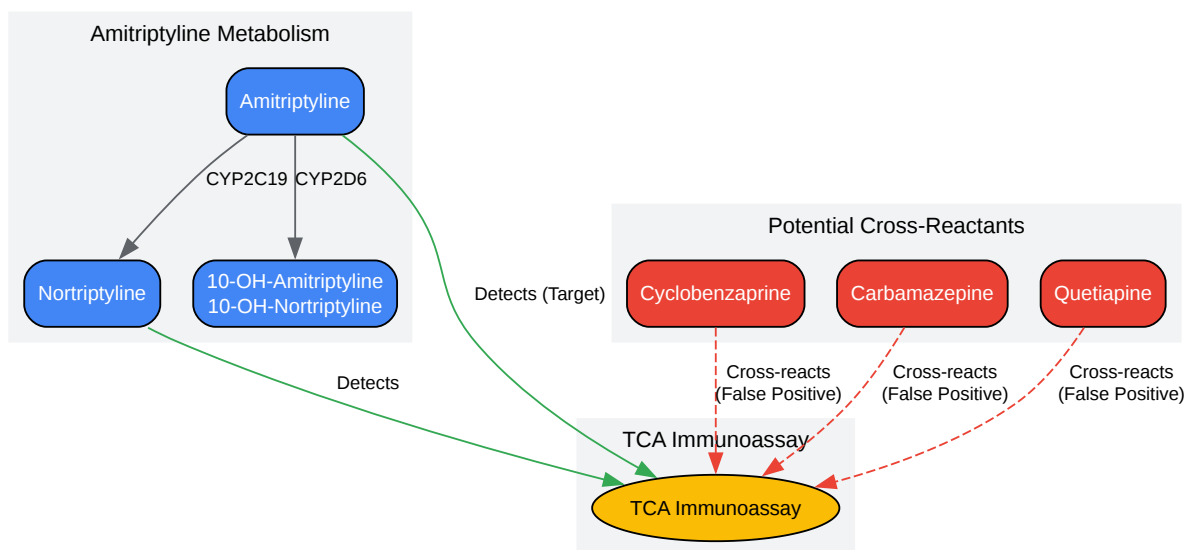 Amitriptyline Metabolism
Amitriptyline
CYP2C19
CYP2D6
Nortriptyline
10-OH-Amitriptyline
10-OH-Nortriptyline
Potential Cross-Reactants
Detects (Target)
Cyclobenzaprine
Carbamazepine
Quetiapine
Detects
Cross-reacts
(False Positive)
Cross-reacts
(False Positive)
Cross-reacts
(False Positive)
TCA Immunoassay
TCA Immunoassay